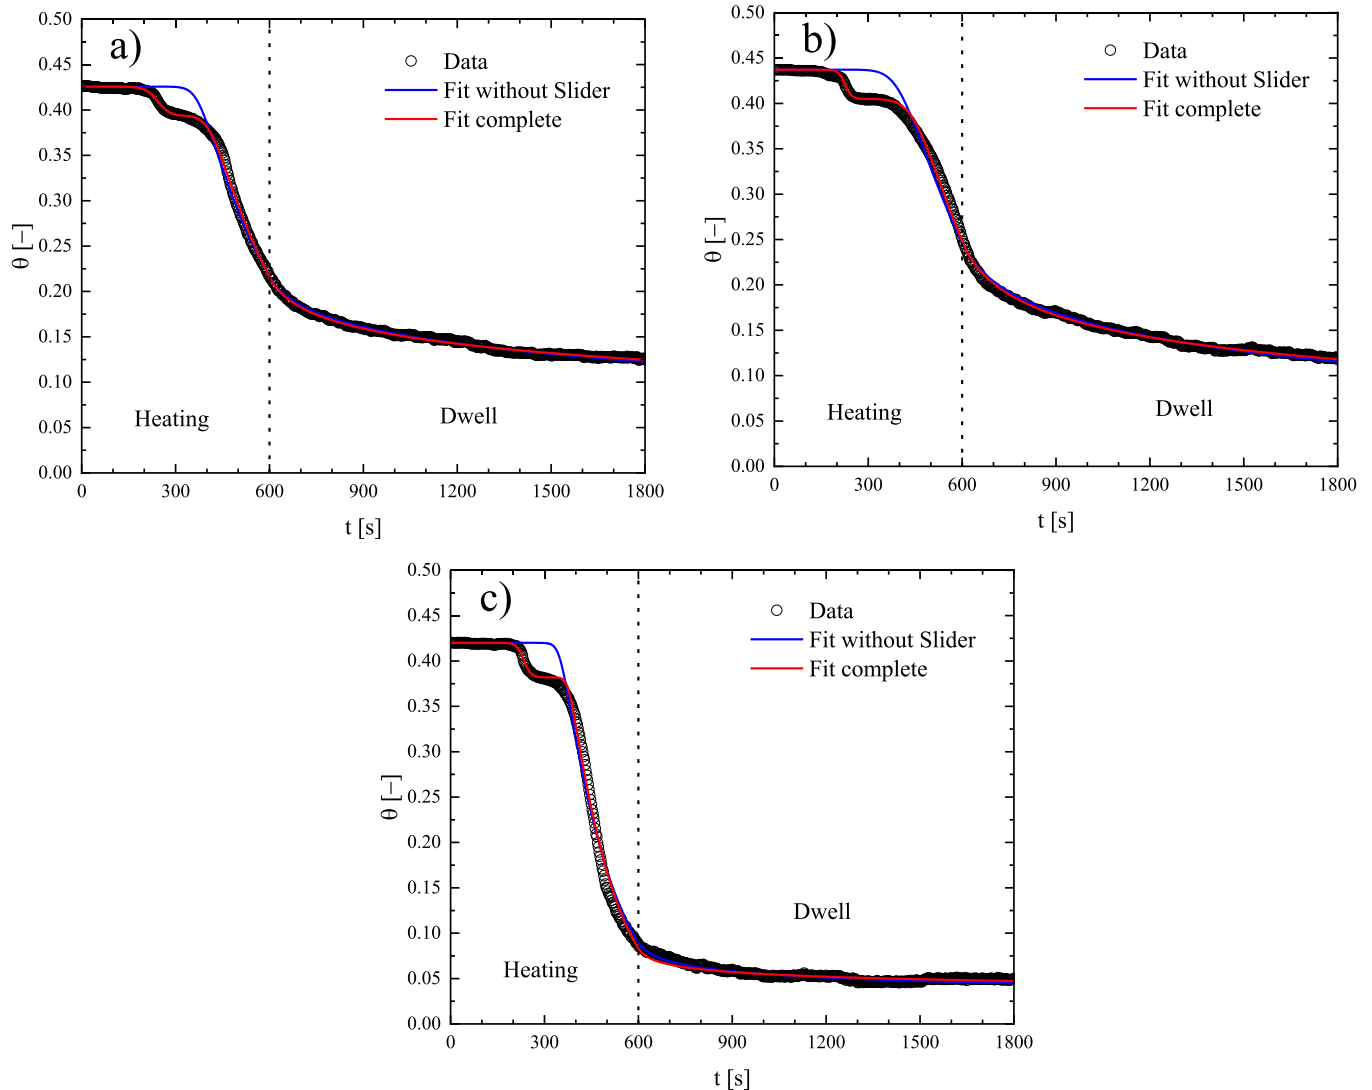 a)
Data
Fit without Slider
Fit complete
0.50
0.45
0.40
0.35
0.30
0.25
0.20
0.15
0.10
0.05
0.00
θ [–]
Heating
Dwell
0 300 600 900 1200 1500 1800
t [s]
b)
Data
Fit without Slider
Fit complete
0.50
0.45
0.40
0.35
0.30
0.25
0.20
0.15
0.10
0.05
0.00
θ [–]
Heating
Dwell
0 300 600 900 1200 1500 1800
t [s]
c)
Data
Fit without Slider
Fit complete
0.50
0.45
0.40
0.35
0.30
0.25
0.20
0.15
0.10
0.05
0.00
θ [–]
Dwell
Heating
0 300 600 900 1200 1500 1800
t [s]